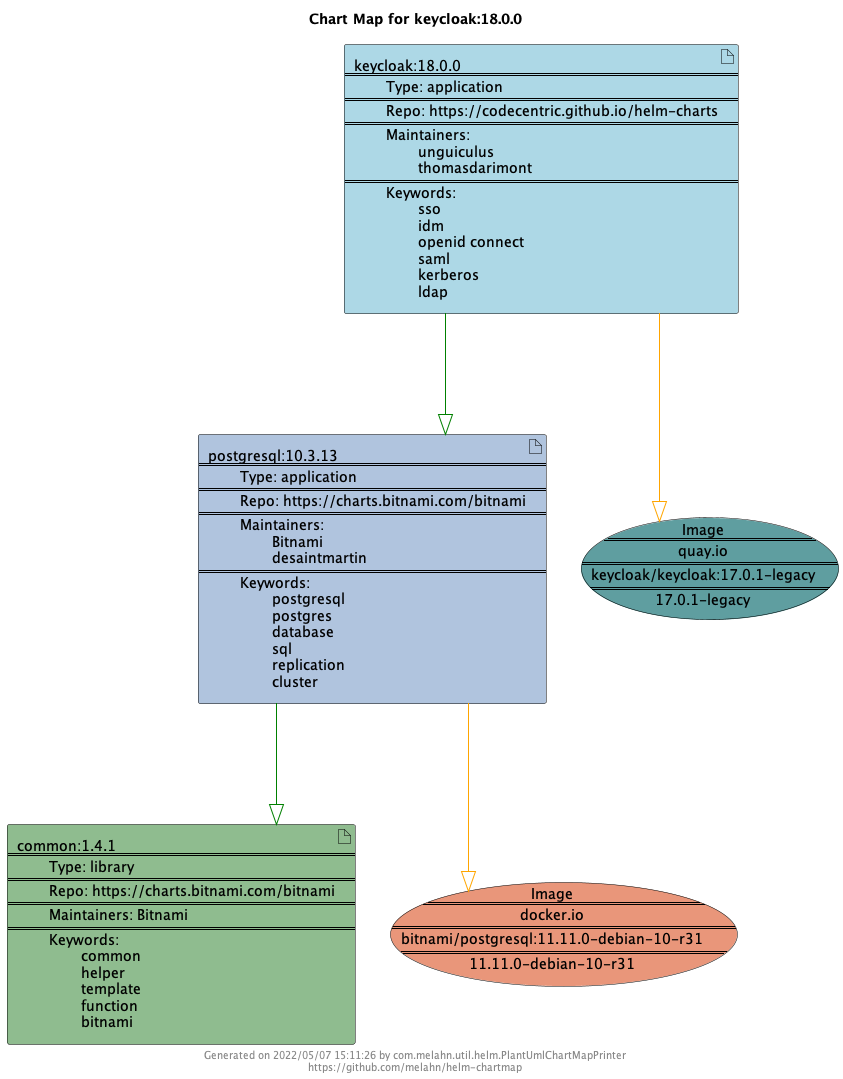 Chart Map for keycloak:18.0.0
keycloak:18.0.0
Type: application
Repo: https://codecentric.github.io/helm-charts
Maintainers:
unguiculus
thomasdarimont
Keywords:
sso
idm
openid connect
saml
kerberos
ldap
postgresql:10.3.13
Type: application
Repo: https://charts.bitnami.com/bitnami
Maintainers:
Bitnami
desaintmartin
Keywords:
postgresql
postgres
database
sql
replication
cluster
Image
quay.io
keycloak/keycloak:17.0.1-legacy
17.0.1-legacy
common:1.4.1
Type: library
Repo: https://charts.bitnami.com/bitnami
Maintainers: Bitnami
Keywords:
common
helper
template
function
bitnami
Image
docker.io
bitnami/postgresql:11.11.0-debian-10-r31
11.11.0-debian-10-r31
Generated on 2022/05/07 15:11:26 by com.melahn.util.helm.PlantUmlChartMapPrinter
https://github.com/melahn/helm-chartmap